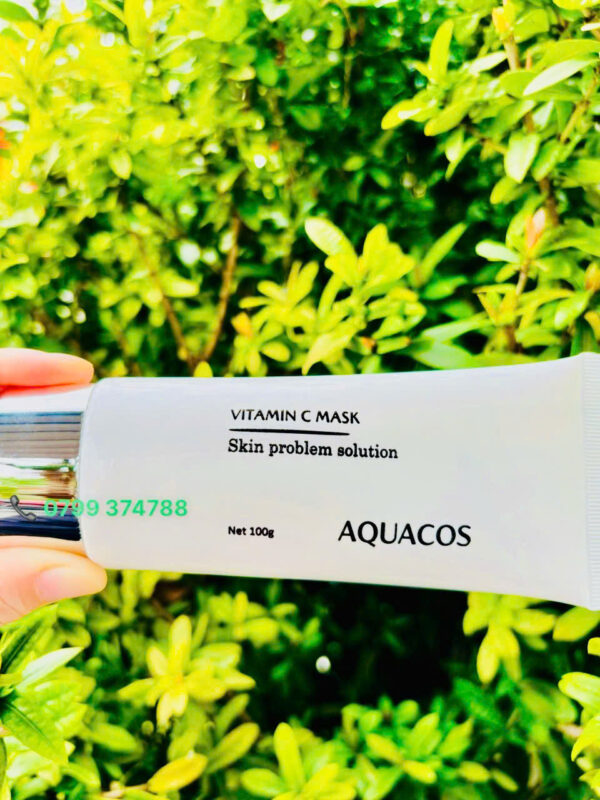 VITAMIN C MASK
Skin problem solution
0799 374788
Net 100g
AQUACOS